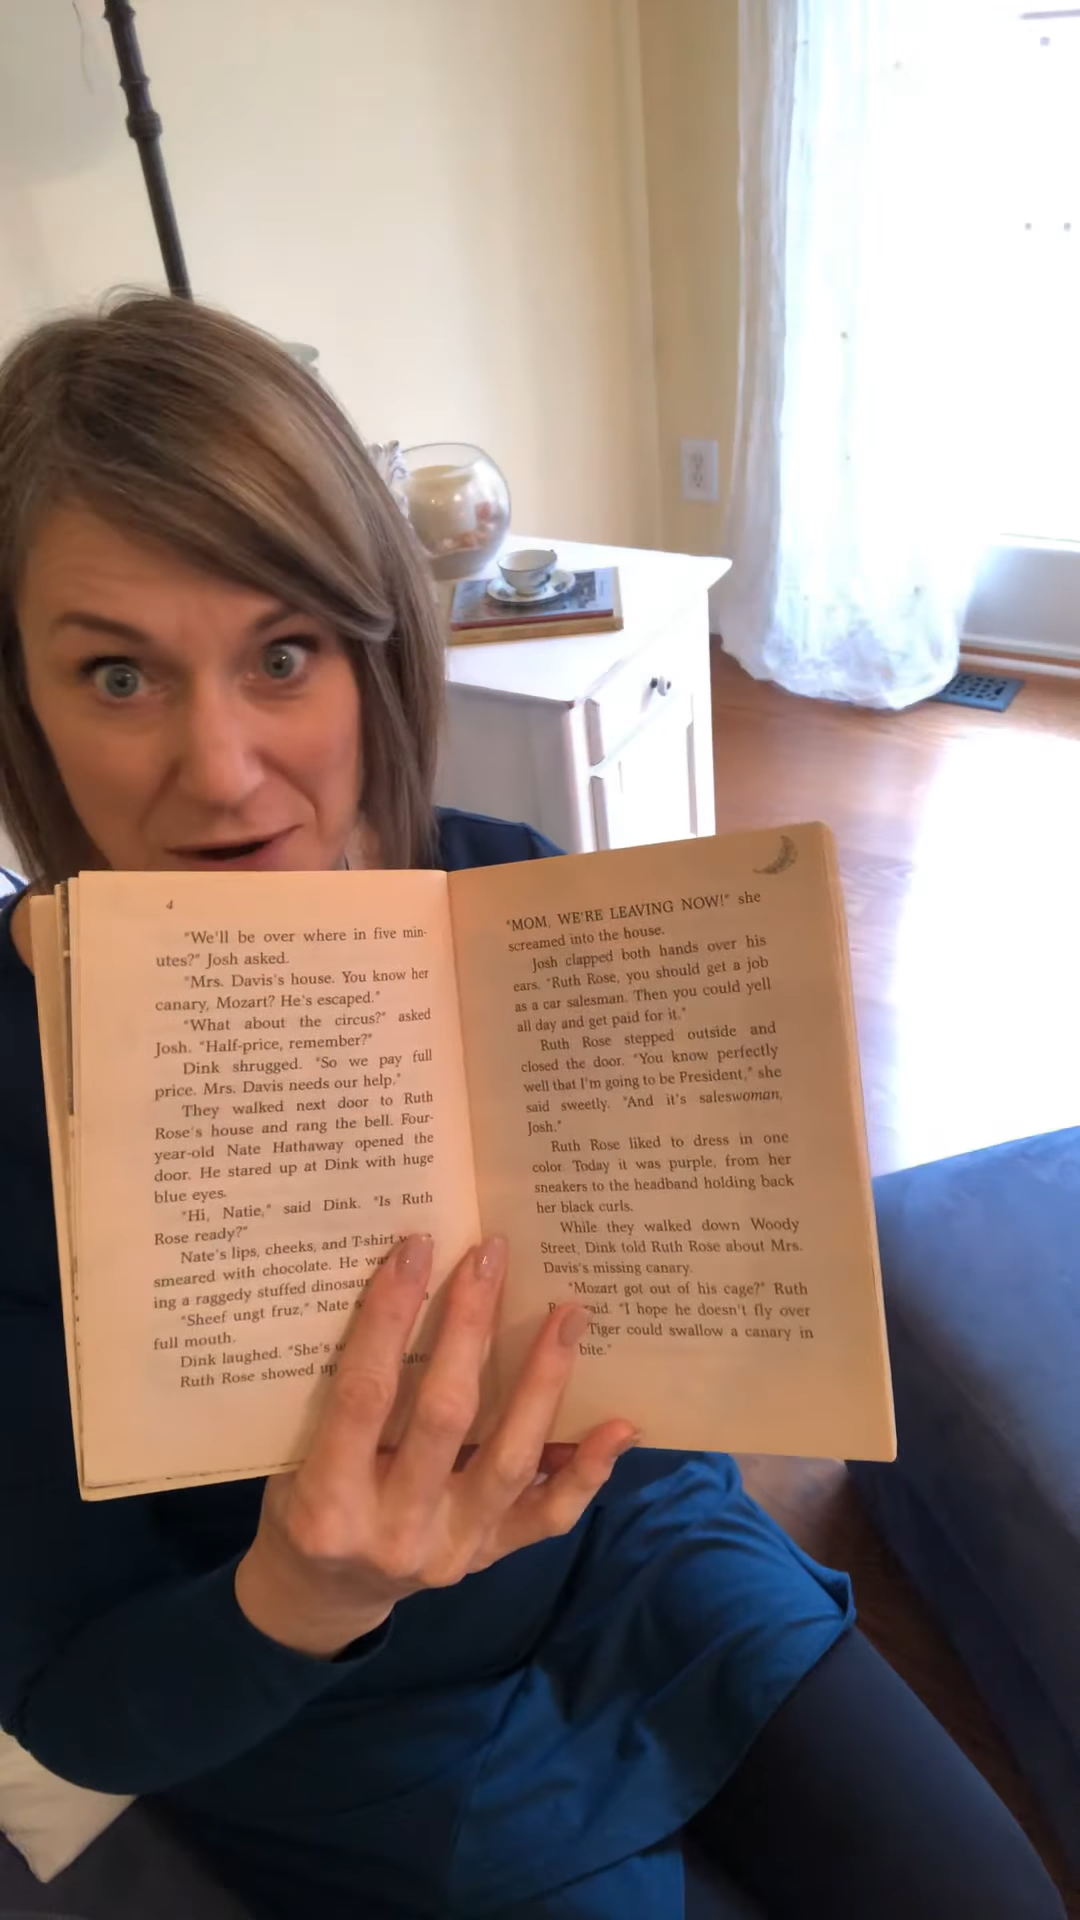 4
"We'll be over where in five min-
utes?" Josh asked.
"Mrs. Davis's house. You know her
canary, Mozart? He's escaped."
"What about the circus?" asked
Josh. "Half-price, remember?"
Dink shrugged. "So we pay full
price. Mrs. Davis needs our help."
They walked next door to Ruth
Rose's house and rang the bell. Four-
year-old Nate Hathaway opened the
door. He stared up at Dink with huge
blue eyes.
"Hi, Natie," said Dink. "Is Ruth
Rose ready?"
Nate's lips, cheeks, and T-shirt
smeared with chocolate. He
ing a raggedy stuffed dinosaur
"Sheef ungt fruz," Nate
full mouth.
Dink laughed. "She's
Ruth Rose showed up
"MOM, WE'RE LEAVING NOW!" she
screamed into the house.
Josh clapped both hands over his
ears. "Ruth Rose, you should get a job
as a car salesman. Then you could yell
all day and get paid for it."
Ruth Rose stepped outside and
closed the door. "You know perfectly
well that I'm going to be President," she
said sweetly. "And it's saleswoman,
Josh."
Ruth Rose liked to dress in one
color. Today it was purple, from her
sneakers to the headband holding back
her black curls.
While they walked down Woody
Street, Dink told Ruth Rose about Mrs.
Davis's missing canary.
"Mozart got out of his cage?" Ruth
said. "I hope he doesn't fly over
Tiger could swallow a canary in
bite."